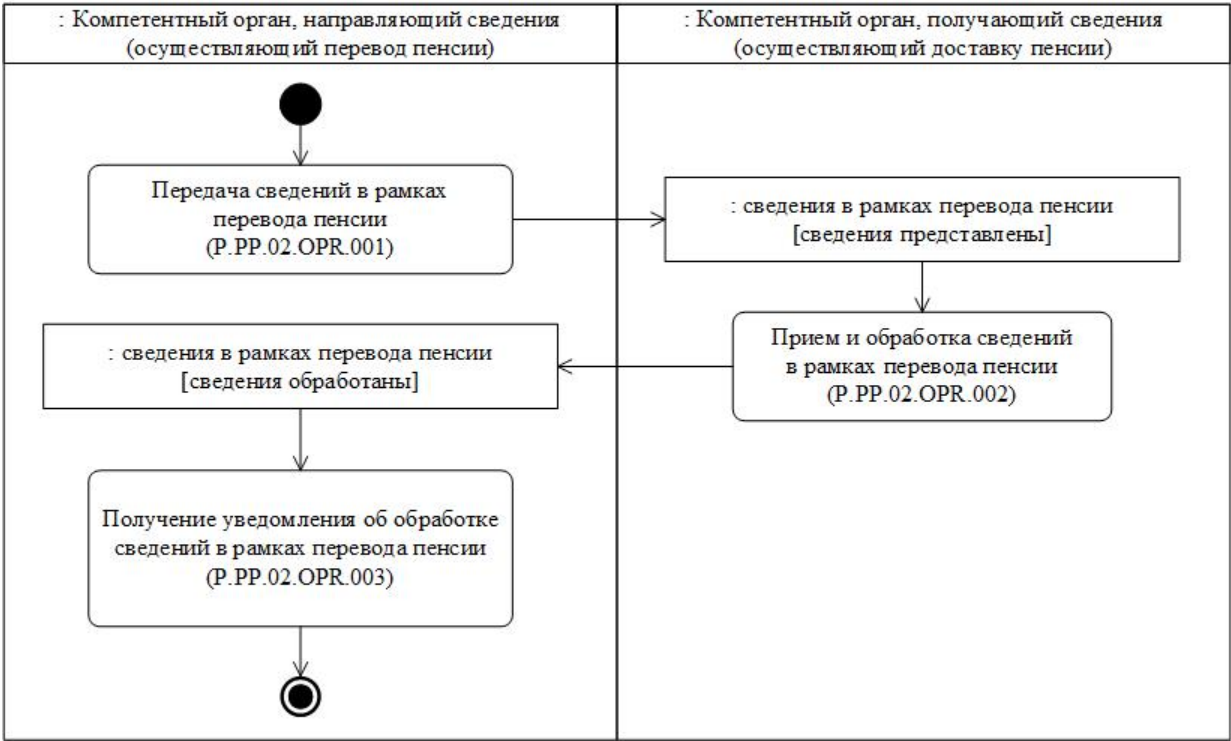 : Компетентный орган, направляющий сведения
(осуществляющий перевод пенсии)
: Компетентный орган, получающий сведения
(осуществляющий доставку пенсии)
Передача сведений в рамках
перевода пенсии
(P.PP.02.OPR.001)
: сведения в рамках перевода пенсии
[сведения представлены]
Прием и обработка сведений
в рамках перевода пенсии
(P.PP.02.OPR.002)
: сведения в рамках перевода пенсии
[сведения обработаны]
Получение уведомления об обработке
сведений в рамках перевода пенсии
(P.PP.02.OPR.003)